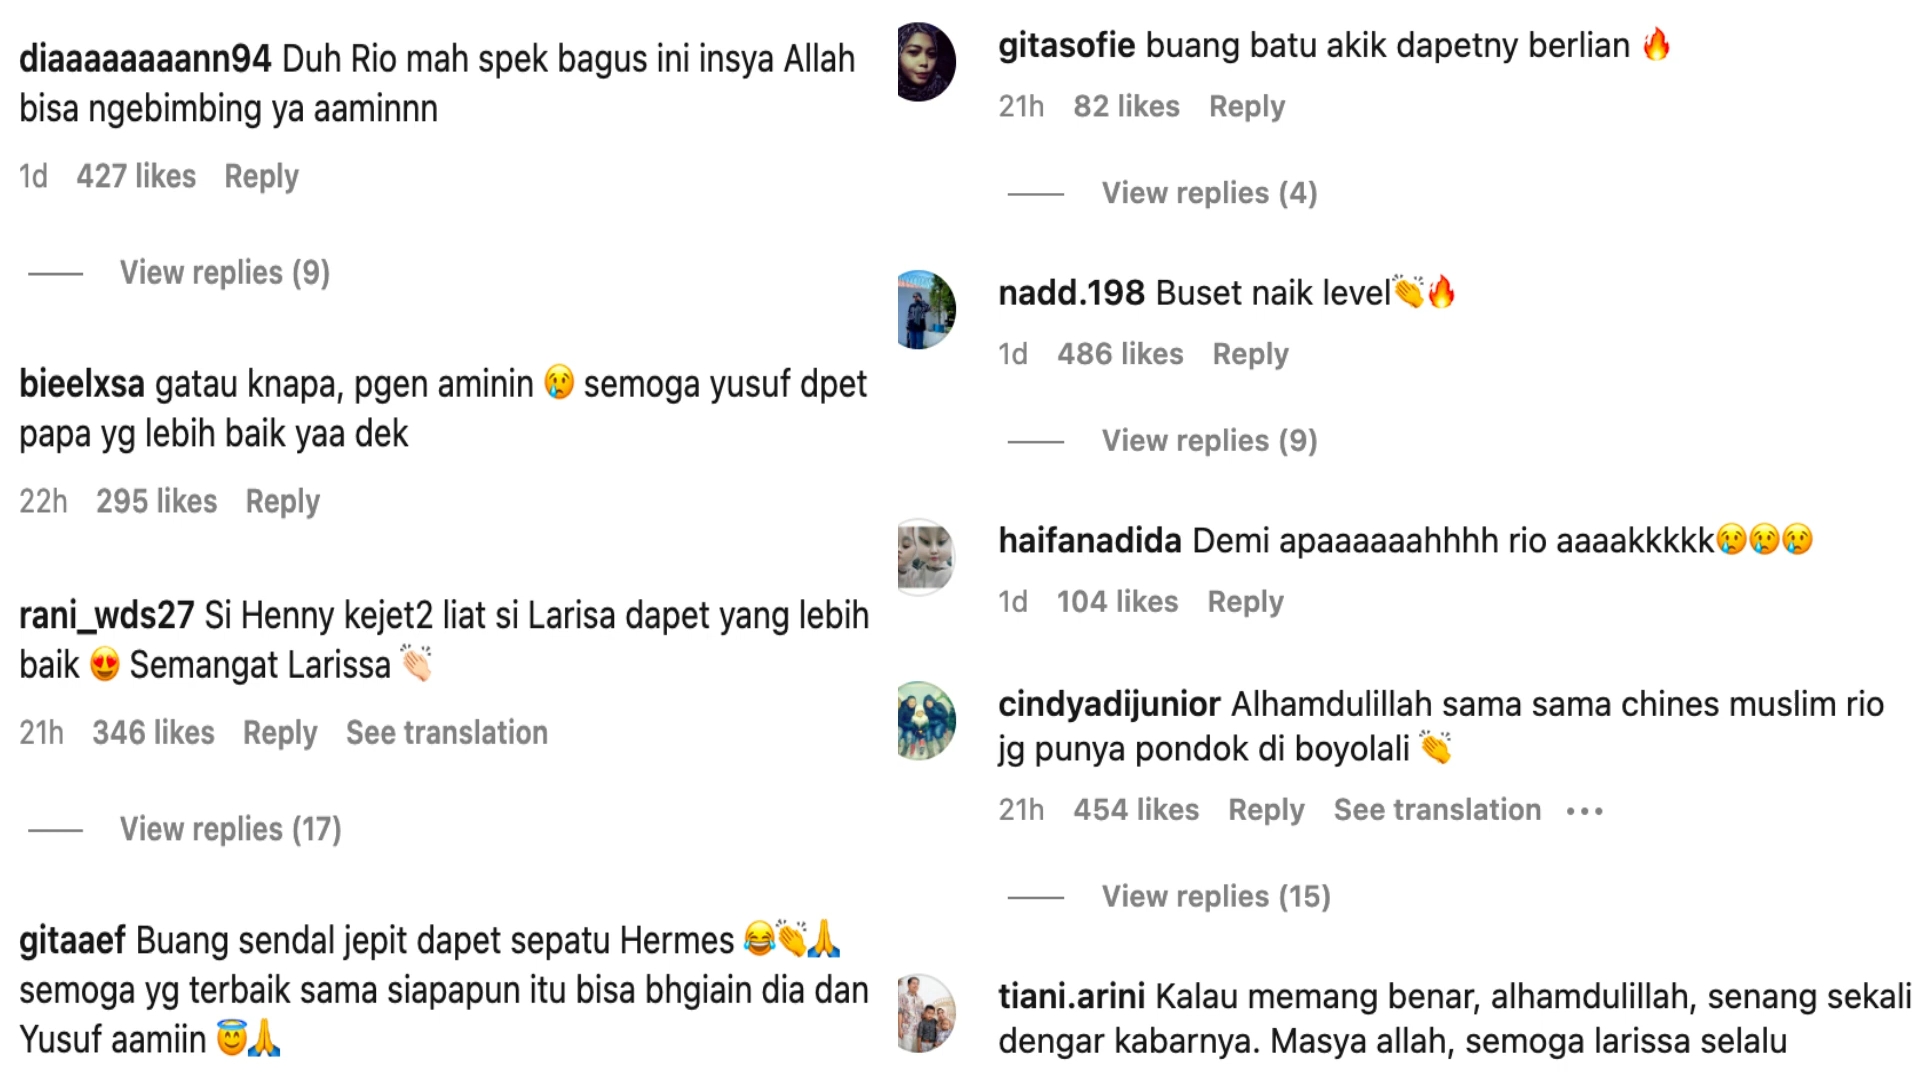 diaaaaaaaann94 Duh Rio mah spek bagus ini insya Allah
bisa ngebimbing ya aaminnn
1d 427 likes Reply
View replies (9)
bieelxsa gatau knapa, pgen aminin 😢 semoga yusuf dpet
papa yg lebih baik yaa dek
22h 295 likes Reply
rani_wds27 Si Henny kejet2 liat si Larisa dapet yang lebih
baik 😍 Semangat Larissa 👏🏻
21h 346 likes Reply See translation
View replies (17)
gitaaef Buang sendal jepit dapet sepatu Hermes 😂👏🙏
semoga yg terbaik sama siapapun itu bisa bhgiain dia dan
Yusuf aamiin 😇🙏
gitasofie buang batu akik dapetny berlian 🔥
21h 82 likes Reply
View replies (4)
nadd.198 Buset naik level👏🔥
1d 486 likes Reply
View replies (9)
haifanadida Demi apaaaaaahhhh rio aaaakkkkk😢😢😢
1d 104 likes Reply
cindyadijunior Alhamdulillah sama sama chines muslim rio
jg punya pondok di boyolali 👏
21h 454 likes Reply See translation •••
View replies (15)
tiani.arini Kalau memang benar, alhamdulillah, senang sekali
dengar kabarnya. Masya allah, semoga larissa selalu